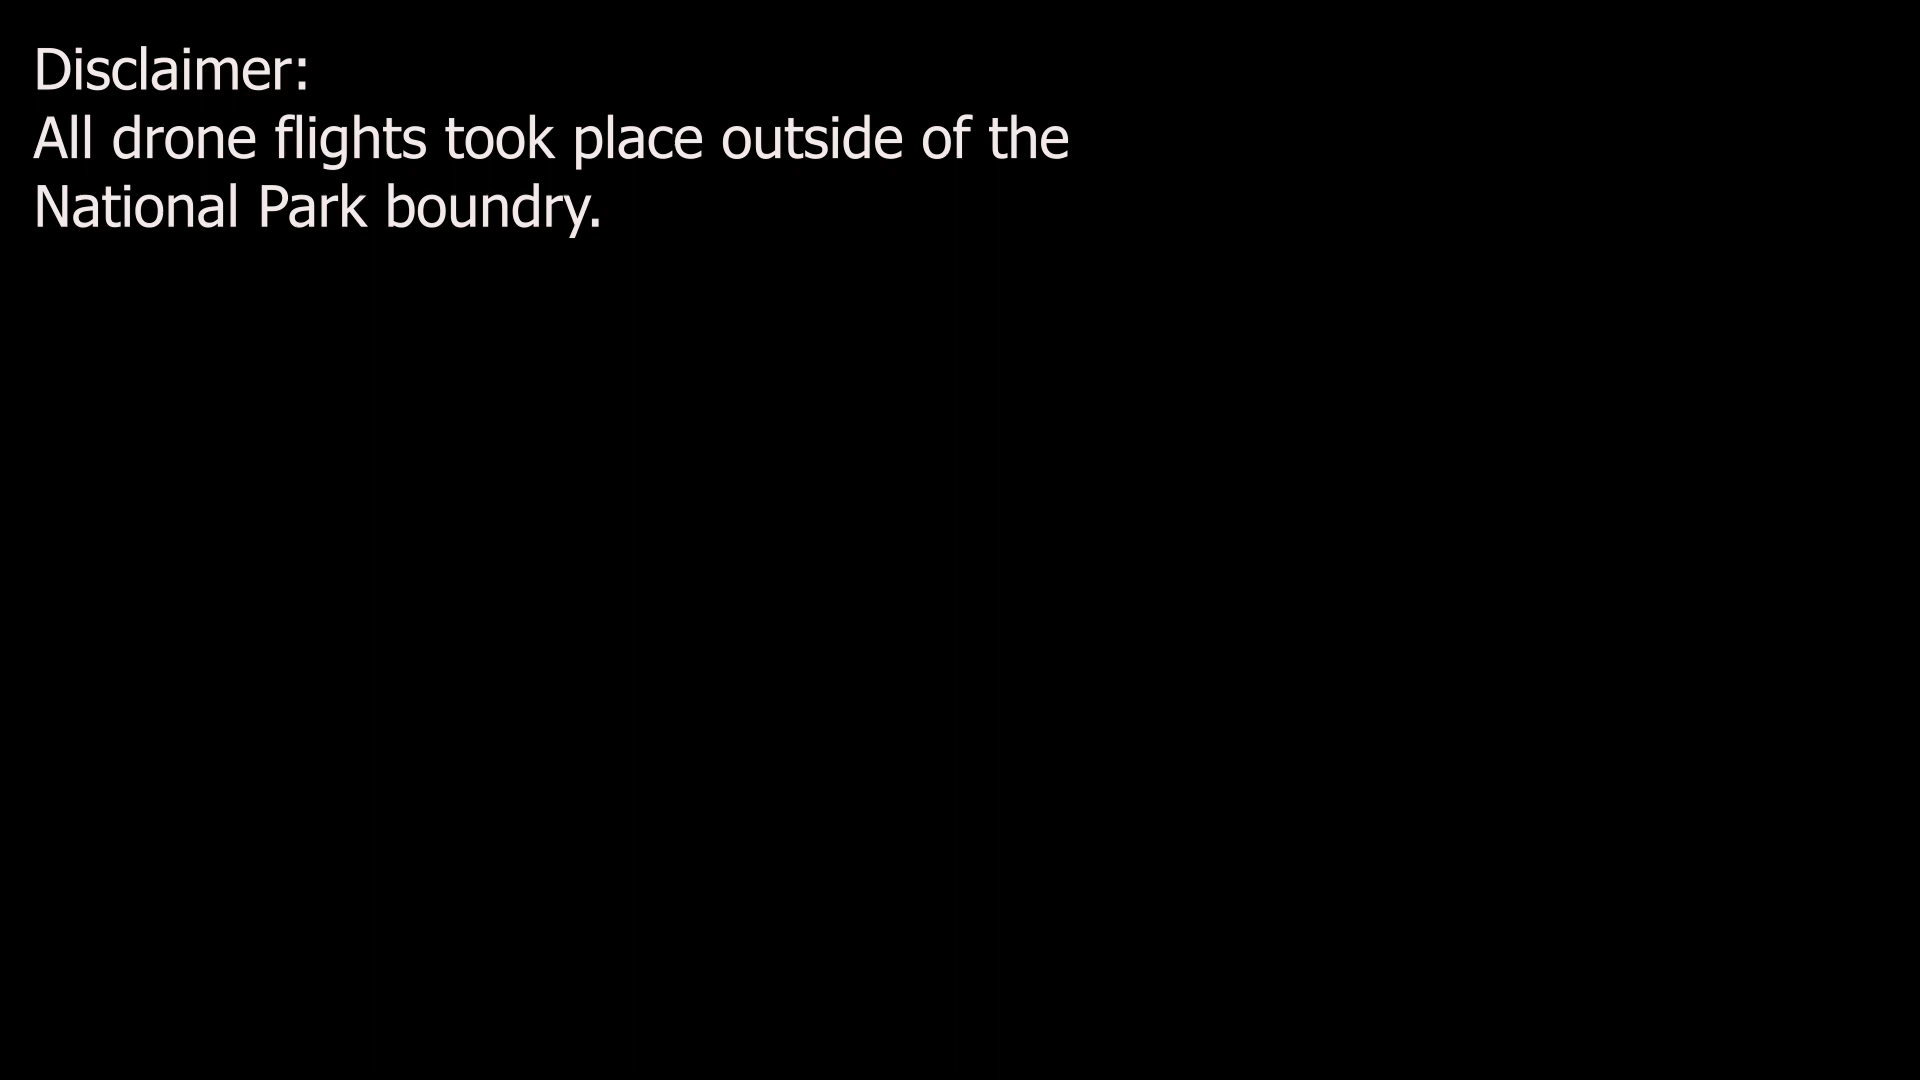 Disclaimer:
All drone flights took place outside of the
National Park boundry.